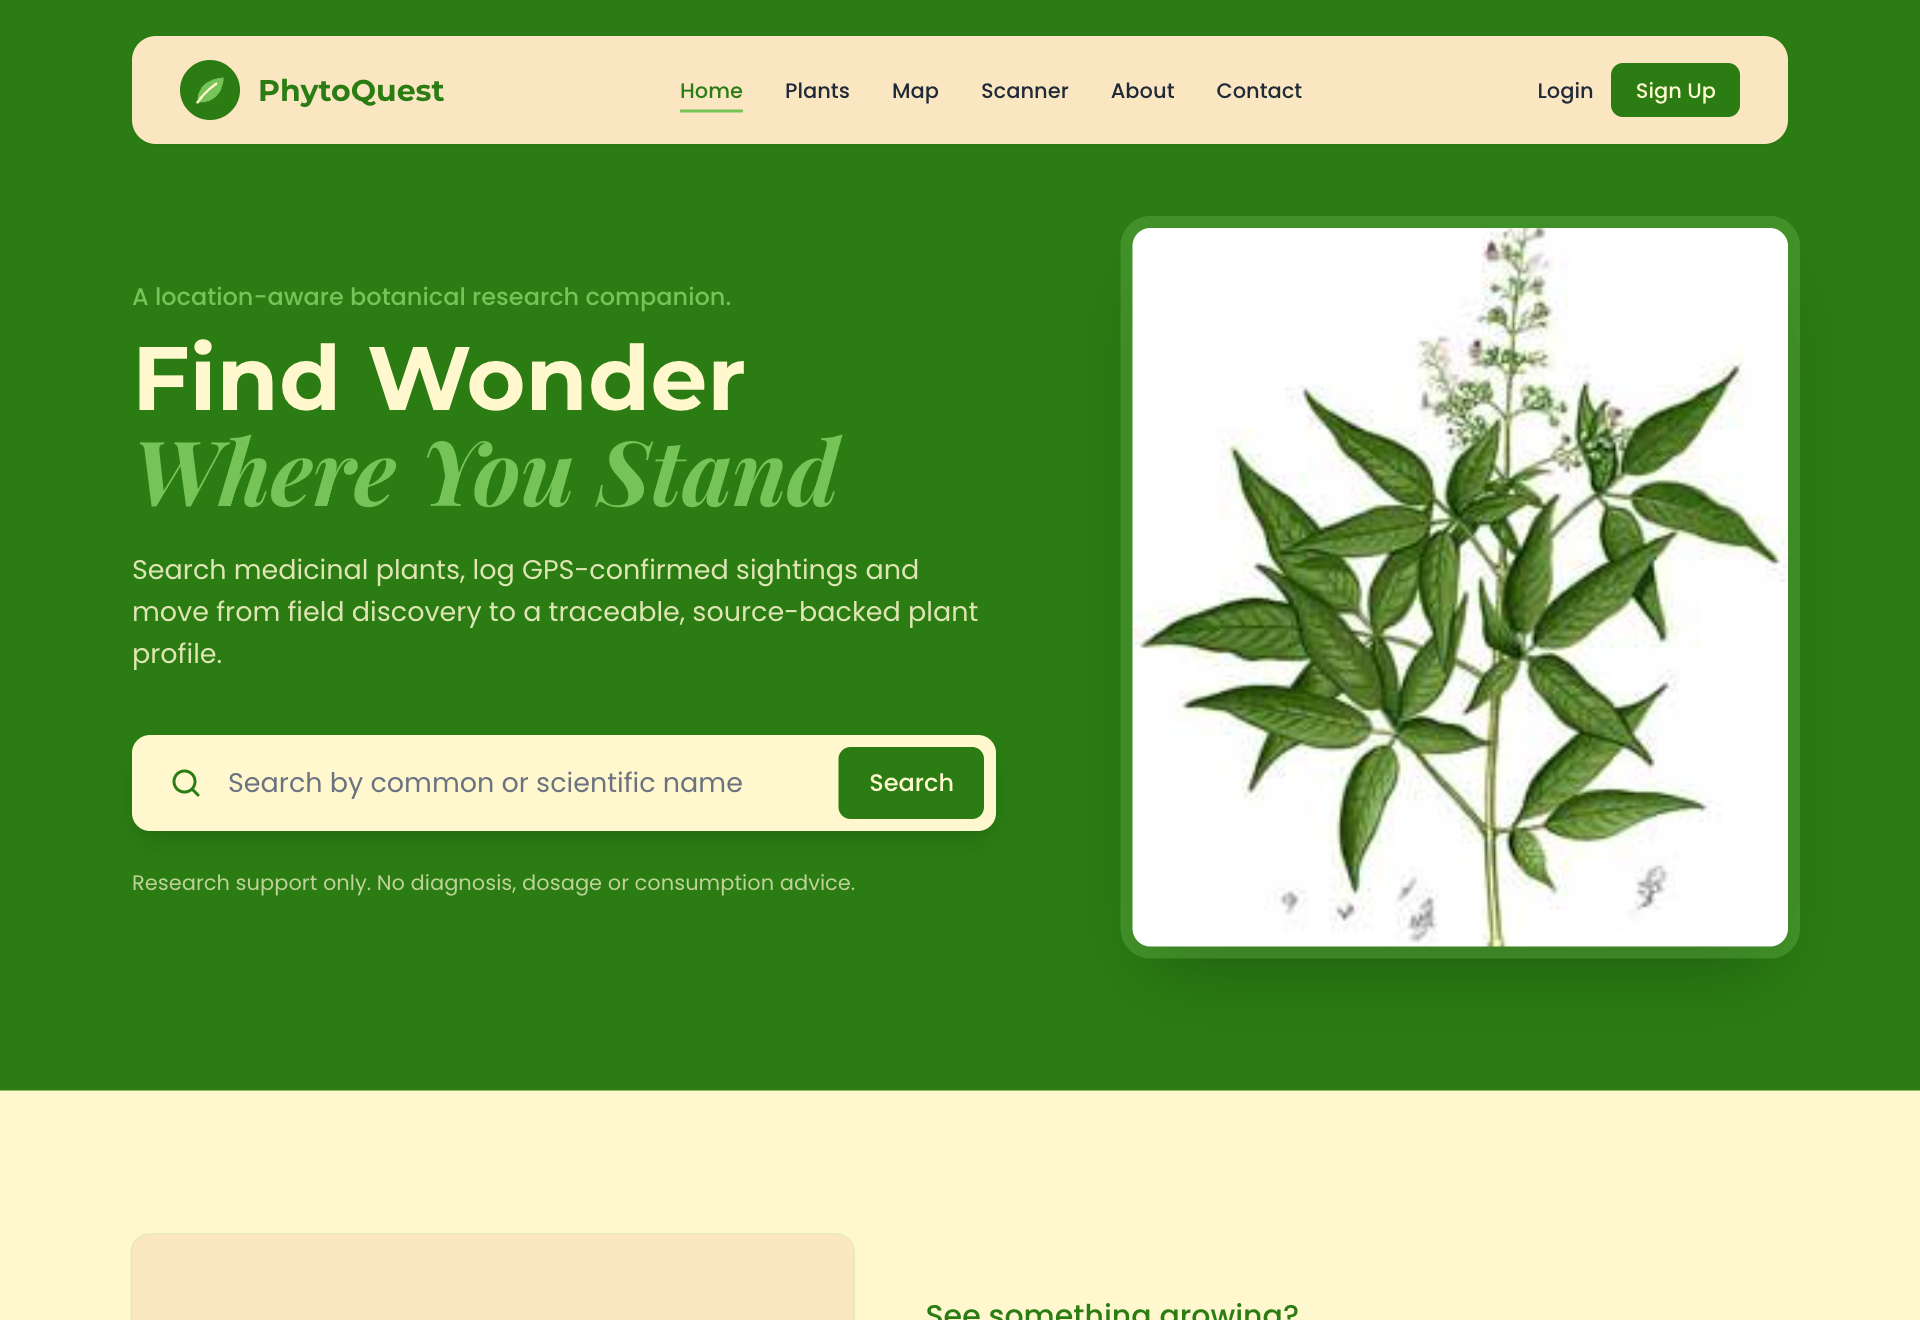 PhytoQuest
Home
Plants
Map
Scanner
About
Contact
Login
Sign Up
A location-aware botanical research companion.
Find Wonder
Where You Stand
Search medicinal plants, log GPS-confirmed sightings and
move from field discovery to a traceable, source-backed plant
profile.
Search by common or scientific name
Search
Research support only. No diagnosis, dosage or consumption advice.
See something growing?